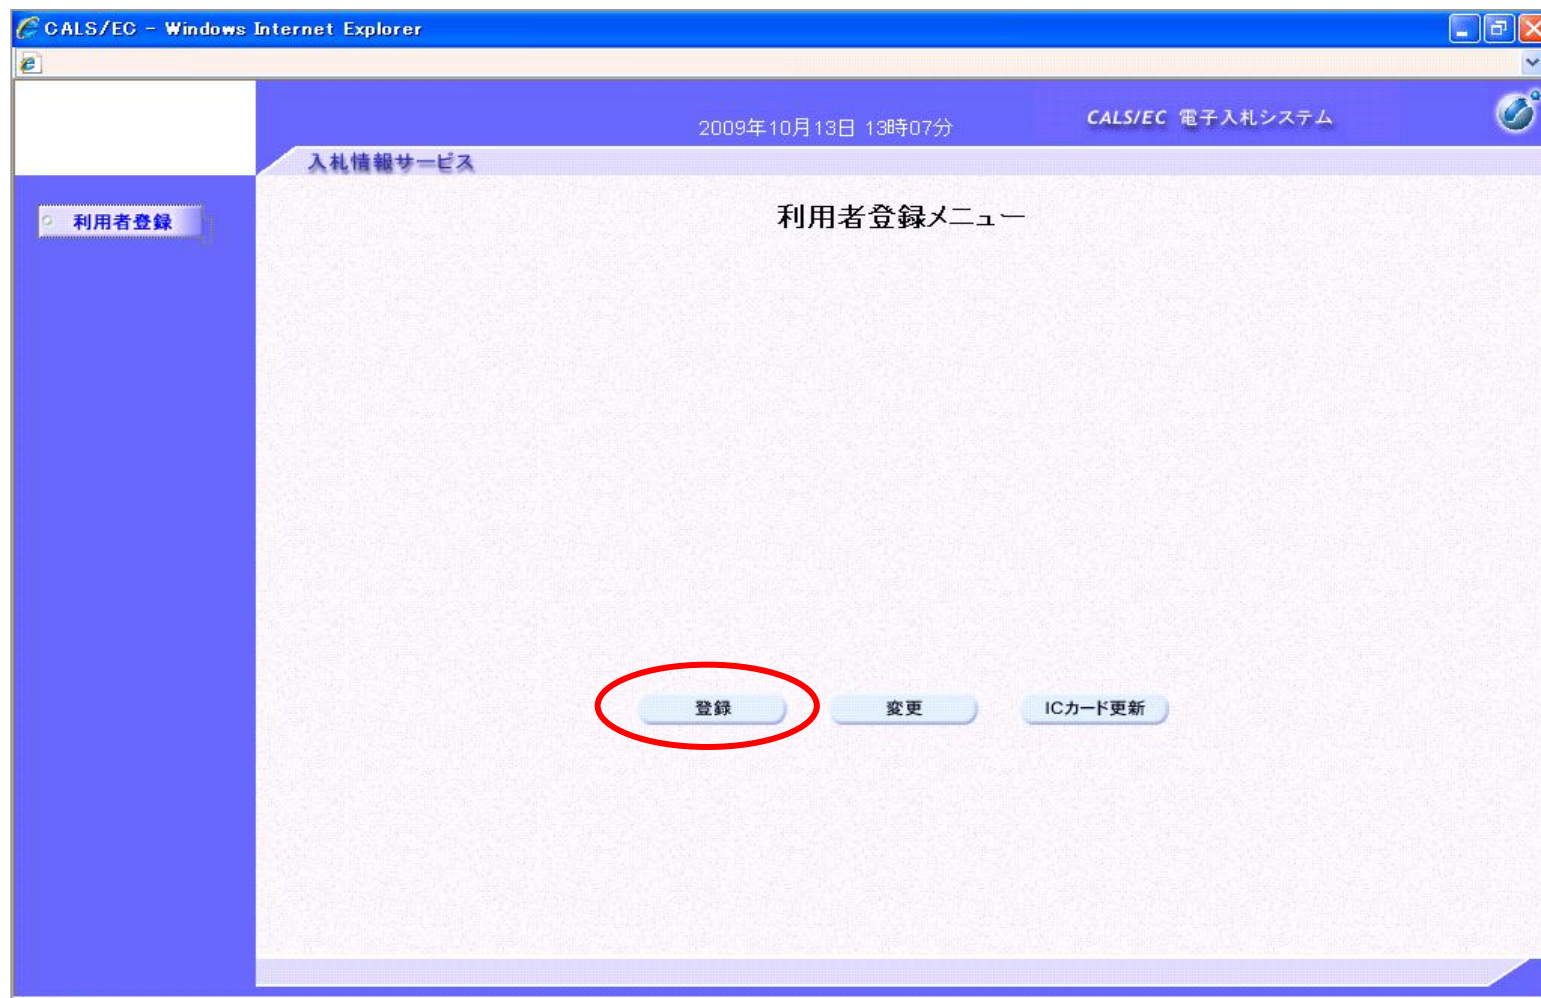 CALS/EC - Windows Internet Explorer
2009年10月13日 13時07分
CALS/EC 電子入札システム
入札情報サービス
利用者登録
利用者登録メニュー
登録
変更
ICカード更新